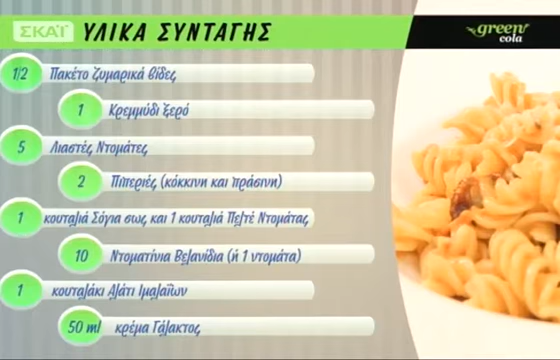 ΣΚΑΪ ΥΛΙΚΑ ΣΥΝΤΑΓΗΣ green cola
1/2 Πακέτο ζυμαρικά βίδες
1 Κρεμμύδι ξερό
5 Λιαστές Ντομάτες
2 Πιπεριές (κόκκινη και πράσινη)
1 κουταλιά Σόγια σως και 1 κουταλιά Πελτέ Ντομάτας
10 Ντοματίνια Βελανίδια (ή 1 ντομάτα)
1 κουταλάκι Αλάτι Ιμαλαΐων
50 ml κρέμα Γάλακτος